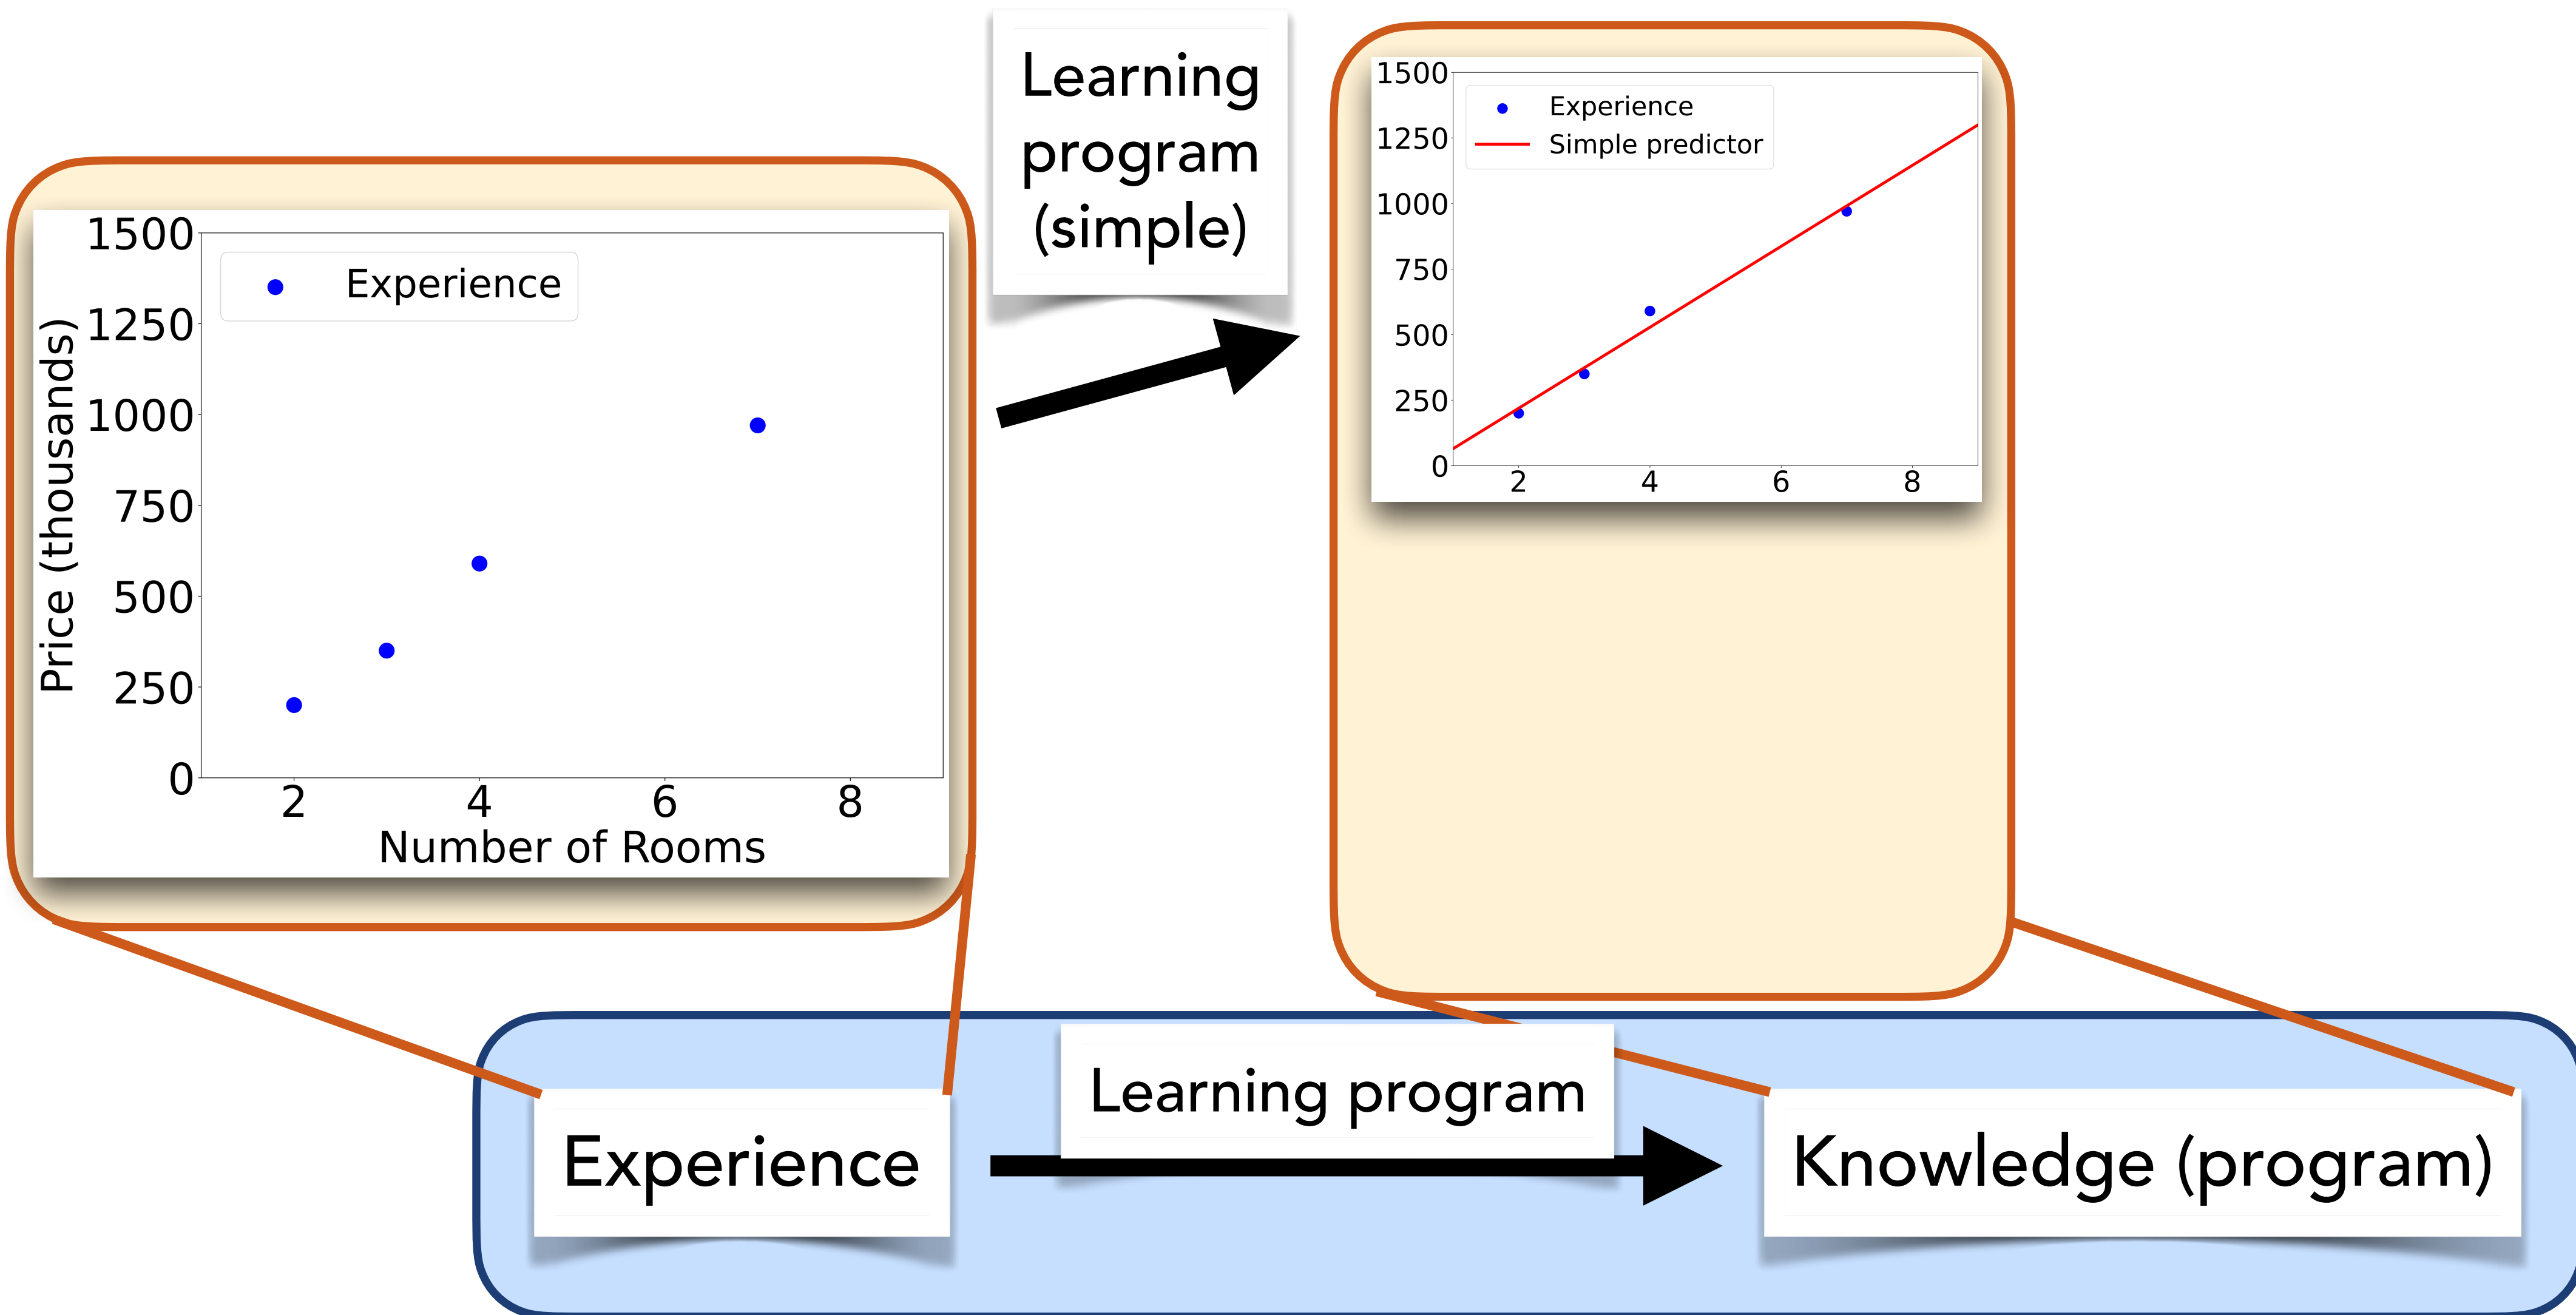 Learning
program
(simple)
1500
1250
1000
750
500
250
0
Price (thousands)
Experience
2 4 6 8
Number of Rooms
1500
1250
1000
750
500
250
0
Experience
Simple predictor
2 4 6 8
Learning program
Experience
Knowledge (program)